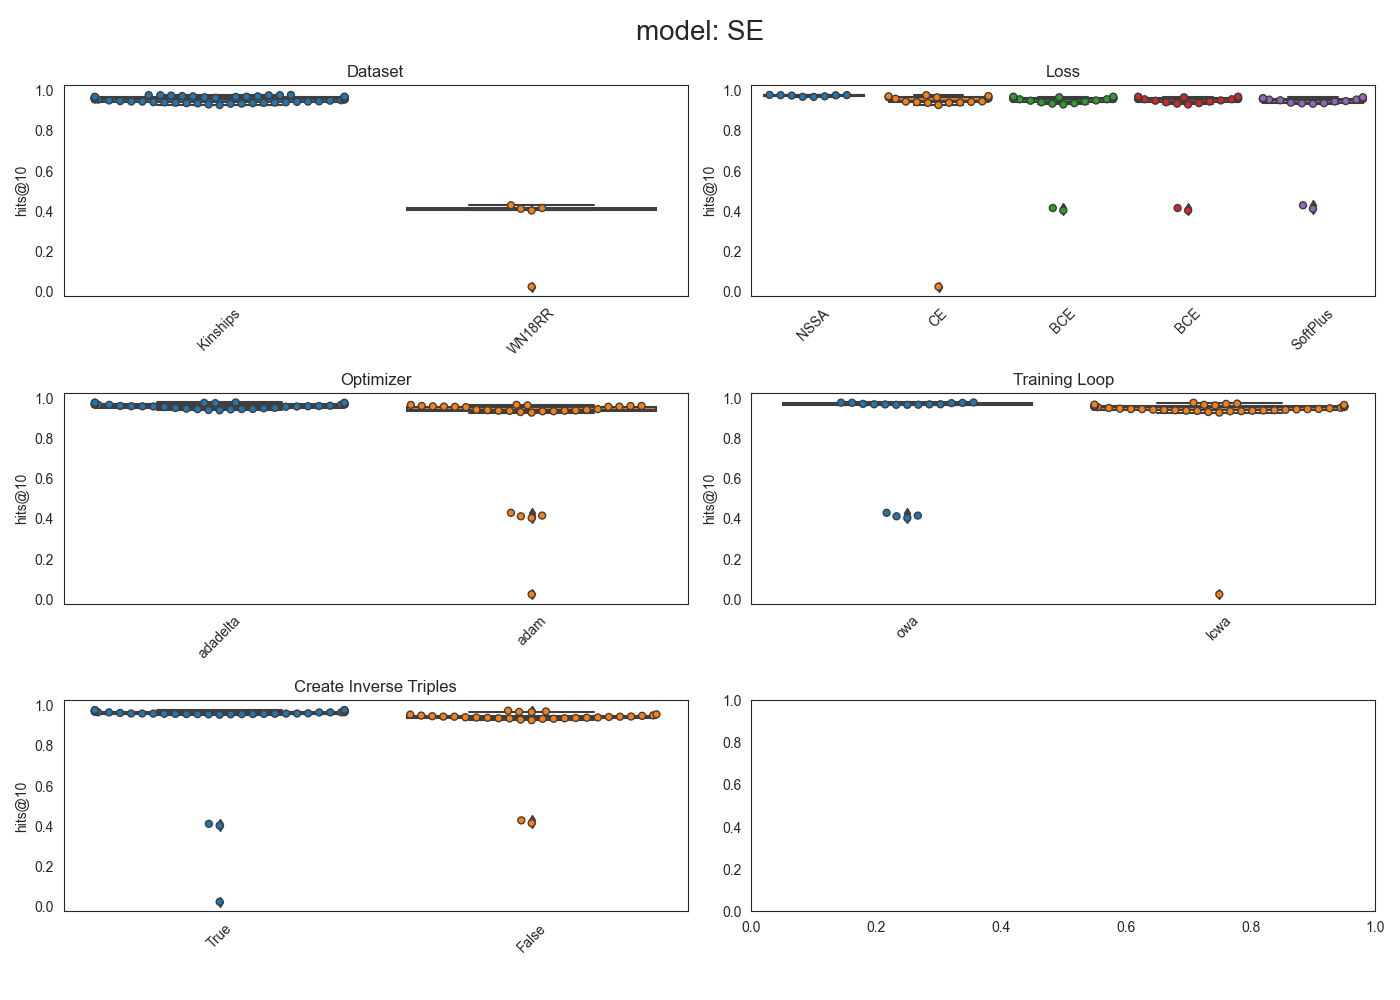 model: SE
Dataset
1.0
0.8
0.6
0.4
0.2
0.0
hits@10
Kinships
WN18RR
Loss
1.0
0.8
0.6
0.4
0.2
0.0
hits@10
NSSA
CE
BCE
BCE
SoftPlus
Optimizer
1.0
0.8
0.6
0.4
0.2
0.0
hits@10
adadelta
adam
Training Loop
1.0
0.8
0.6
0.4
0.2
0.0
hits@10
owa
lcwa
Create Inverse Triples
1.0
0.8
0.6
0.4
0.2
0.0
hits@10
True
False
1.0
0.8
0.6
0.4
0.2
0.0
0.0 0.2 0.4 0.6 0.8 1.0